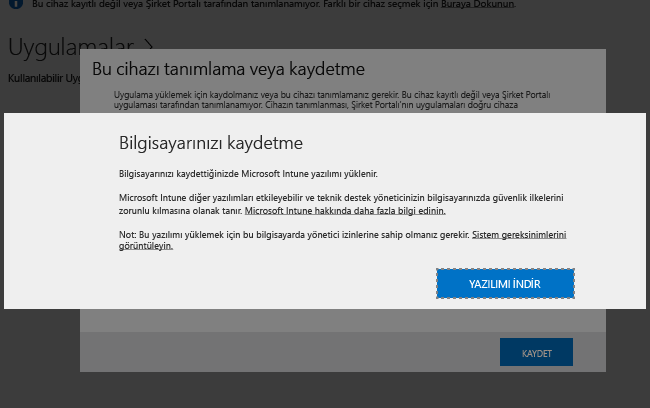 Bu cihaz kayıtlı değil veya Şirket Portalı tarafından tanımlanamıyor. Farklı bir cihaz seçmek için Buraya Dokunun.
Uygulamalar
Kullanılabilir Uyg
Bu cihazı tanımlama veya kaydetme
Uygulama yüklemek için kaydolmanız veya bu cihazı tanımlamanız gerekir. Bu cihaz kayıtlı değil veya Şirket Portalı
uygulaması tarafından tanımlanamıyor. Cihazın tanımlanması, Şirket Portalı'nın uygulamaları doğru cihaza
Bilgisayarınızı kaydetme
Bilgisayarınızı kaydettiğinizde Microsoft Intune yazılımı yüklenir.
Microsoft Intune diğer yazılımları etkileyebilir ve teknik destek yöneticinizin bilgisayarınızda güvenlik ilkelerini
zorunlu kılmasına olanak tanır. Microsoft Intune hakkında daha fazla bilgi edinin.
Not: Bu yazılımı yüklemek için bu bilgisayarda yönetici izinlerine sahip olmanız gerekir. Sistem gereksinimlerini
görüntüleyin.
YAZILIMI İNDİR
KAYDET